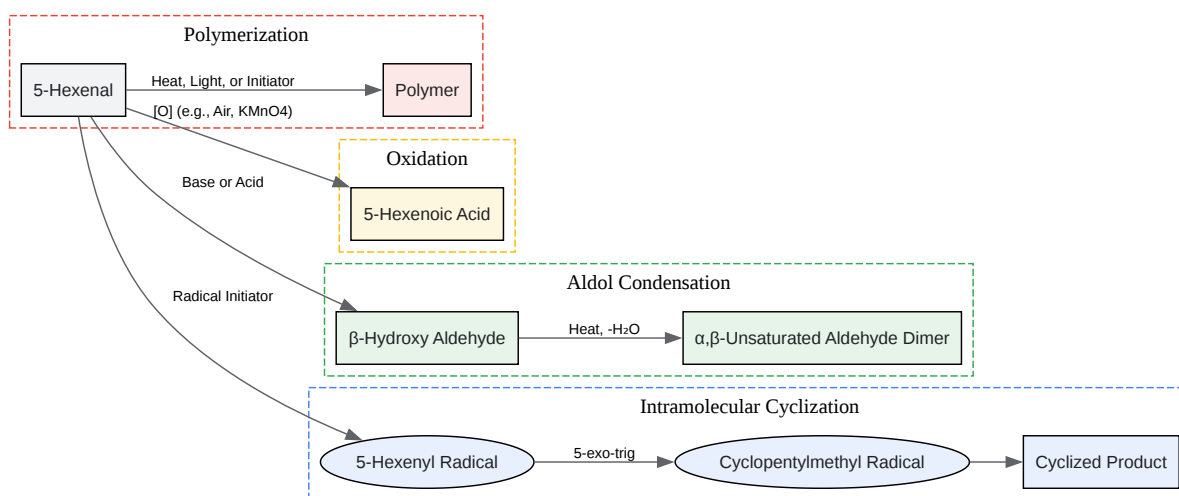 Polymerization
5-Hexenal
Heat, Light, or Initiator
Polymer
[O] (e.g., Air, KMnO4)
Oxidation
Base or Acid
5-Hexenoic Acid
Aldol Condensation
Radical Initiator
β-Hydroxy Aldehyde
Heat, -H₂O
α,β-Unsaturated Aldehyde Dimer
Intramolecular Cyclization
5-Hexenyl Radical
5-exo-trig
Cyclopentylmethyl Radical
Cyclized Product